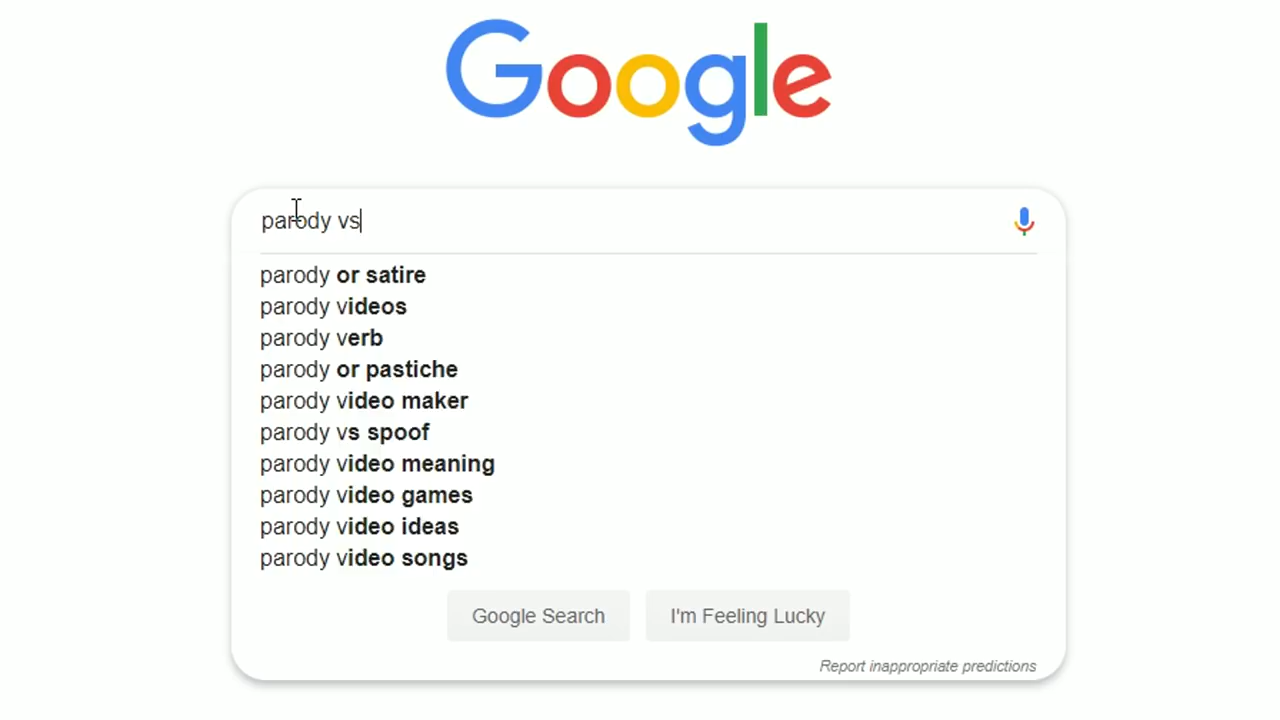 Google
parody vs
parody or satire
parody videos
parody verb
parody or pastiche
parody video maker
parody vs spoof
parody video meaning
parody video games
parody video ideas
parody video songs
Google Search I'm Feeling Lucky
Report inappropriate predictions